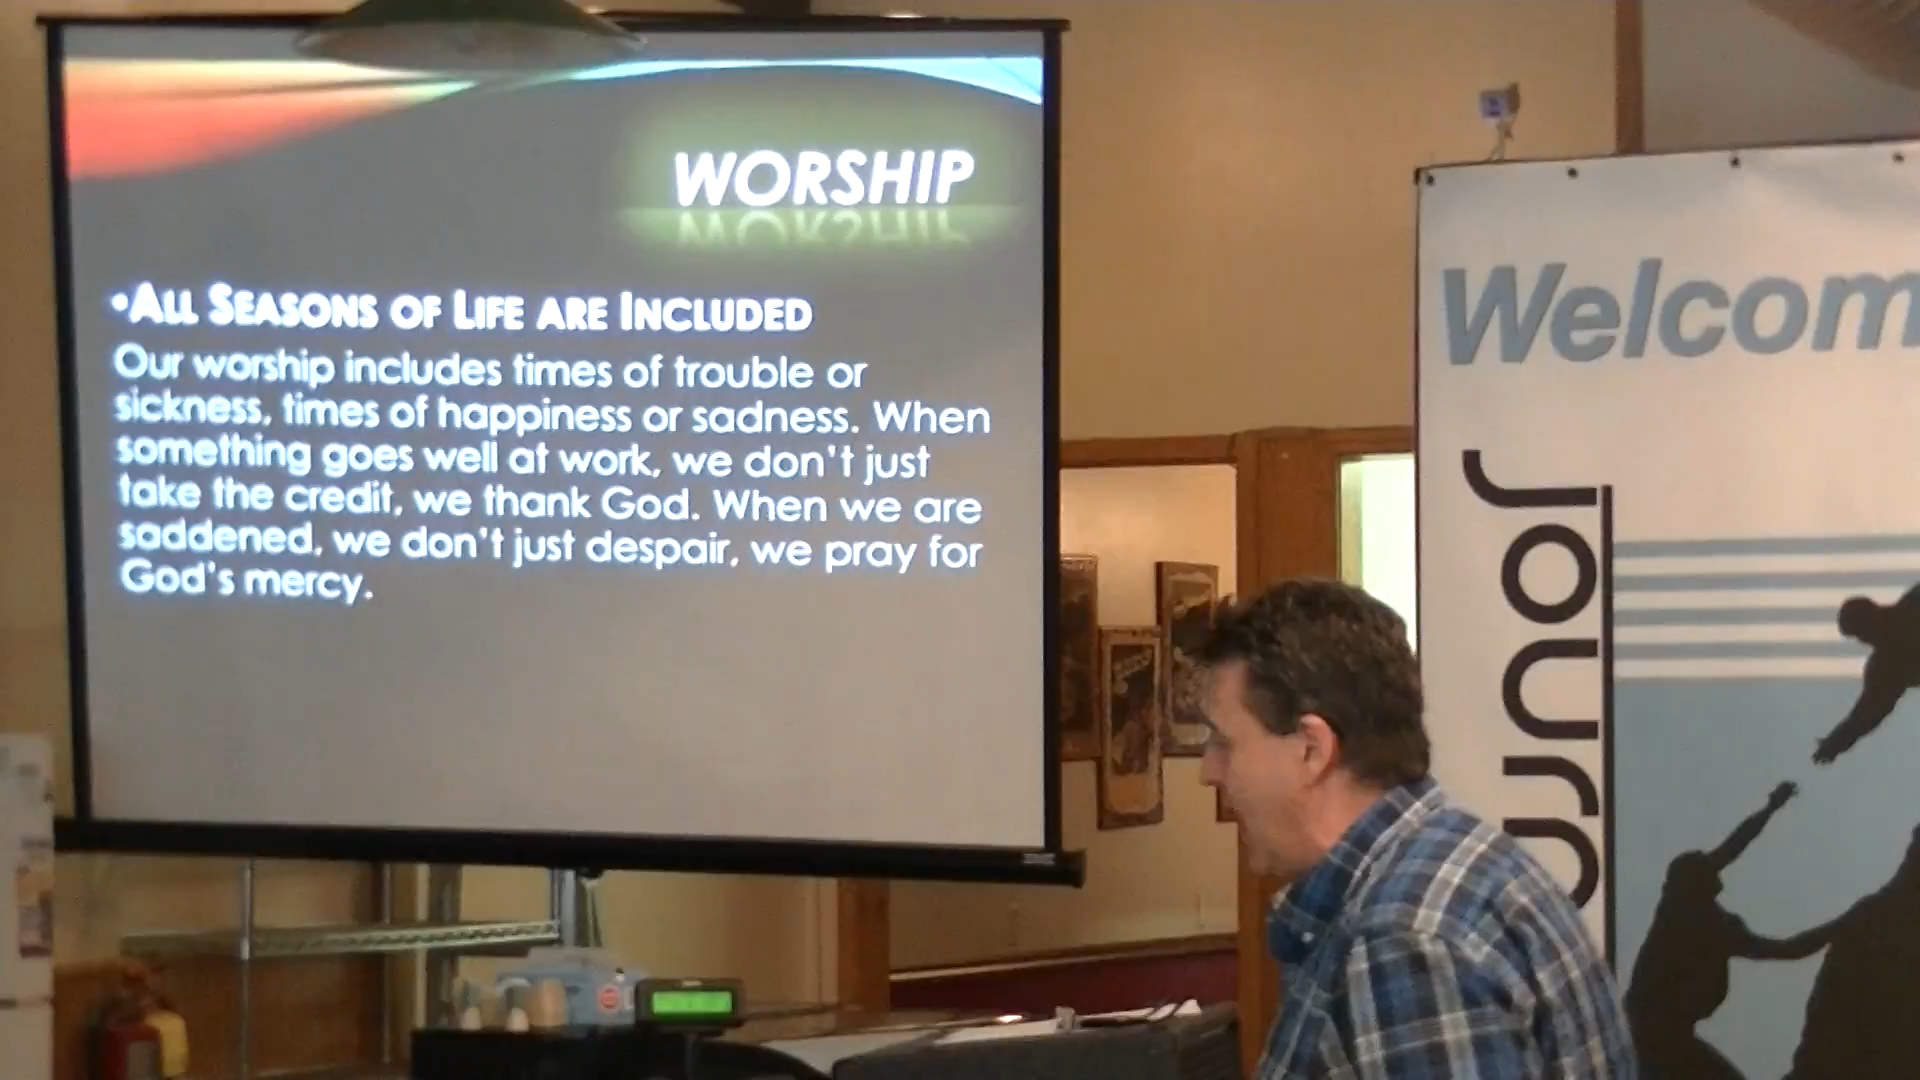 WORSHIP
•ALL SEASONS OF LIFE ARE INCLUDED
Our worship includes times of trouble or
sickness, times of happiness or sadness. When
something goes well at work, we don't just
take the credit, we thank God. When we are
saddened, we don't just despair, we pray for
God's mercy.
Welcom
Journ